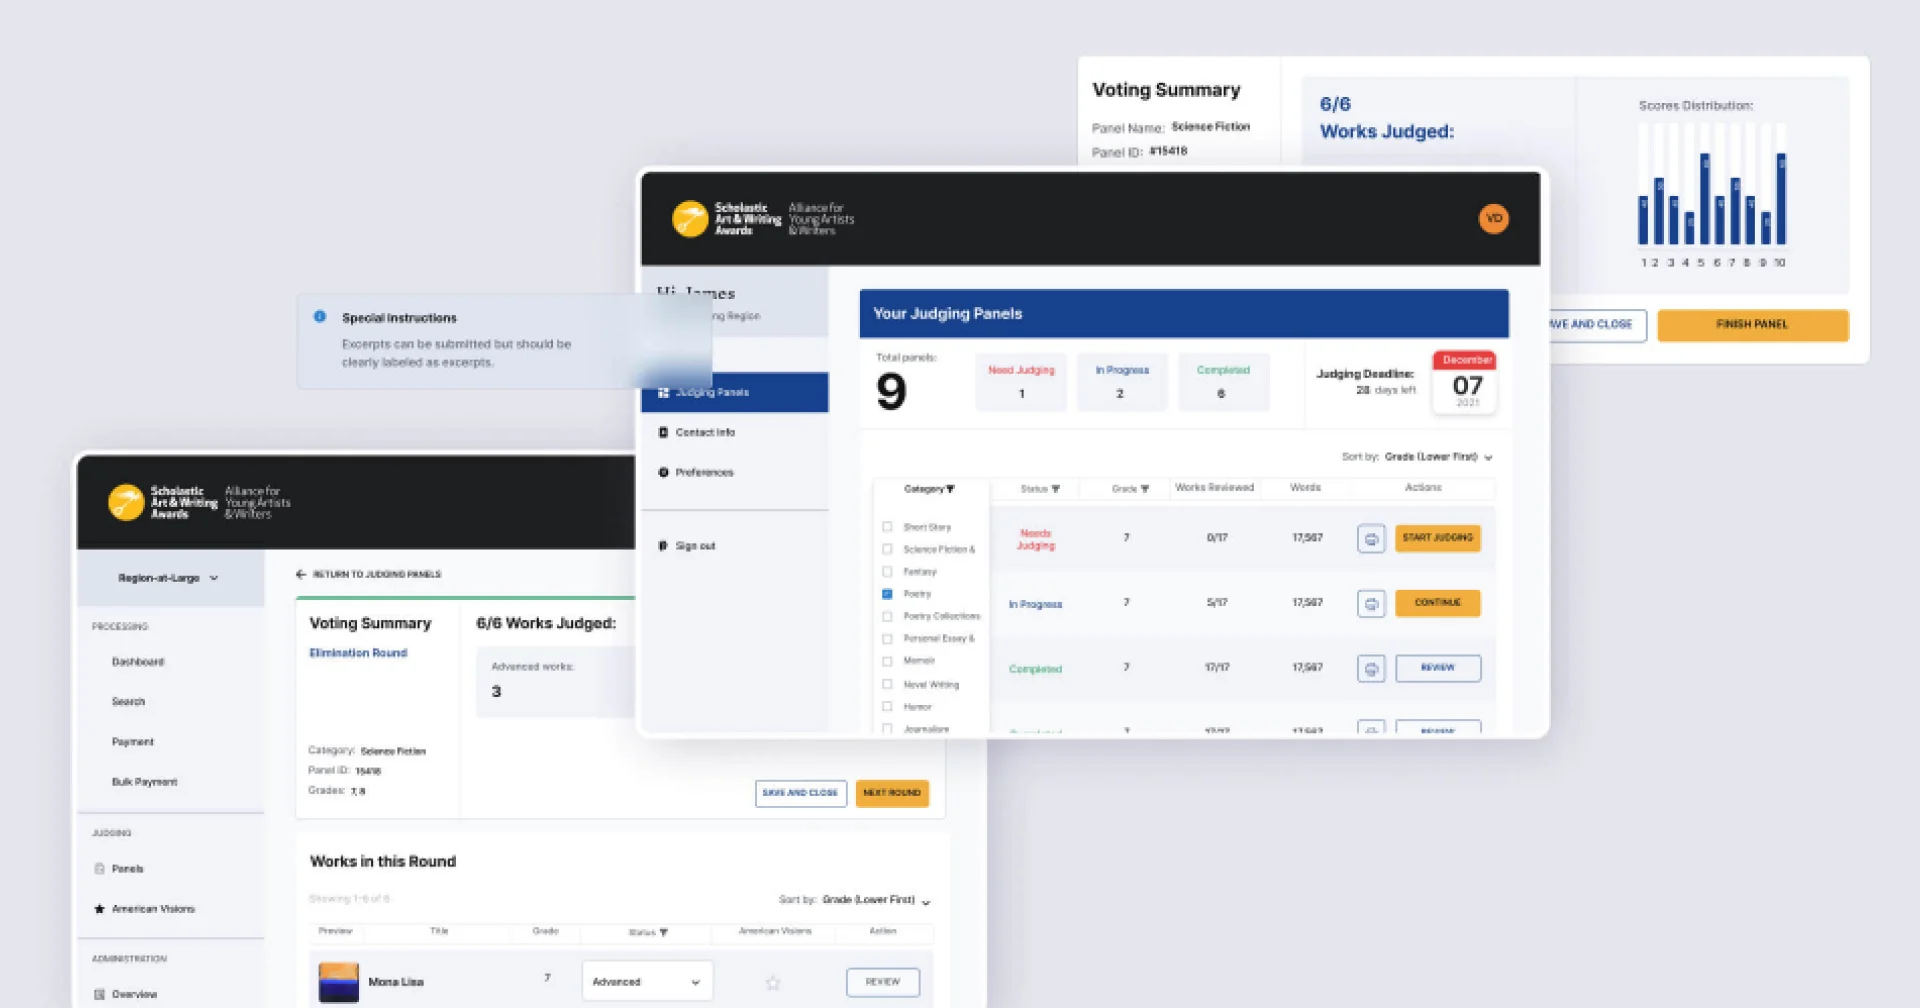 Voting Summary
Panel Name: Science Fiction
Panel ID: #15418
6/6
Works Judged:
Scores Distribution:
1 2 3 4 5 6 7 8 9 10
AVE AND CLOSE
FINISH PANEL
Scholastic
Art & Writing
Awards
Alliance for
Young Artists
& Writers
VD
Hi James
ng Region
Judging Panels
Contact Info
Preferences
Sign out
Special Instructions
Excerpts can be submitted but should be
clearly labeled as excerpts.
Your Judging Panels
Total panels:
9
Need Judging
1
In Progress
2
Completed
6
Judging Deadline:
28 days left
December
07
2021
Sort by: Grade (Lower First)
Category
Status
Grade
Works Reviewed
Words
Actions
Short Story
Science Fiction &
Fantasy
Poetry
Poetry Collections
Personal Essay &
Memoir
Novel Writing
Humor
Journalism
Needs
Judging
7
0/17
17,567
START JUDGING
In Progress
7
5/17
17,567
CONTINUE
Completed
7
17/17
17,567
REVIEW
Completed
7
17/17
17,567
REVIEW
Scholastic
Art & Writing
Awards
Alliance for
Young Artists
& Writers
Region-at-Large
PROCESSING
Dashboard
Search
Payment
Bulk Payment
JUDGING
Panels
American Visions
ADMINISTRATION
Overview
RETURN TO JUDGING PANELS
Voting Summary
Elimination Round
Category: Science Fiction
Panel ID: 15418
Grades: 7, 8
6/6 Works Judged:
Advanced works:
3
SAVE AND CLOSE
NEXT ROUND
Works in this Round
Showing 1-6 of 6
Sort by: Grade (Lower First)
Preview
Title
Grade
Status
American Visions
Action
Mona Lisa
7
Advanced
REVIEW